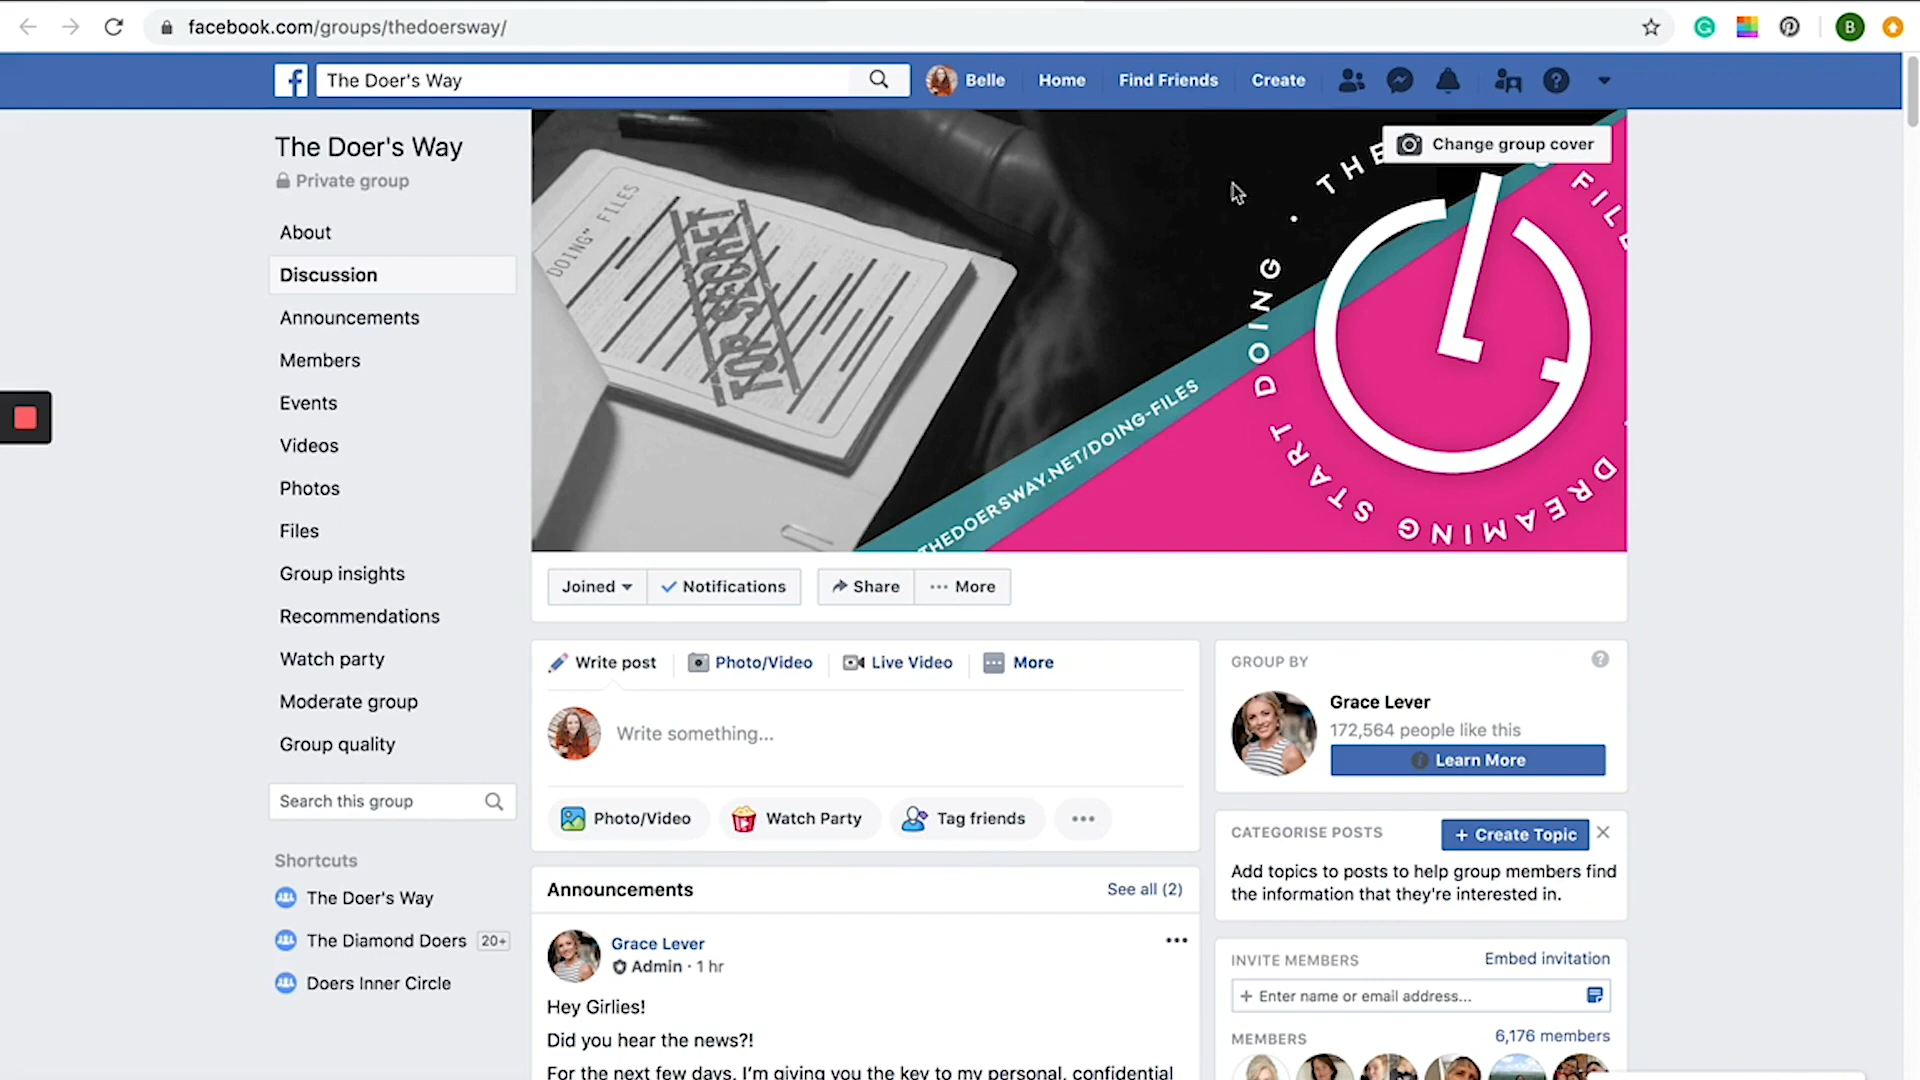 facebook.com/groups/thedoersway/
B
The Doer's Way
Belle
Home
Find Friends
Create
The Doer's Way
Private group
About
Discussion
Announcements
Members
Events
Videos
Photos
Files
Group insights
Recommendations
Watch party
Moderate group
Group quality
Search this group
Shortcuts
The Doer's Way
The Diamond Doers 20+
Doers Inner Circle
Change group cover
DOING" FILES
TOP SECRET
THEDOERSWAY.NET/DOING-FILES
DREAMING START DOING · THE
Joined
Notifications
Share
More
Write post
Photo/Video
Live Video
More
Write something...
Photo/Video
Watch Party
Tag friends
Announcements
See all (2)
Grace Lever
Admin · 1 hr
Hey Girlies!
Did you hear the news?!
For the next few days, I'm giving you the key to my personal, confidential
GROUP BY
Grace Lever
172,564 people like this
Learn More
CATEGORISE POSTS
+ Create Topic
Add topics to posts to help group members find
the information that they're interested in.
INVITE MEMBERS
Embed invitation
+ Enter name or email address...
MEMBERS
6,176 members